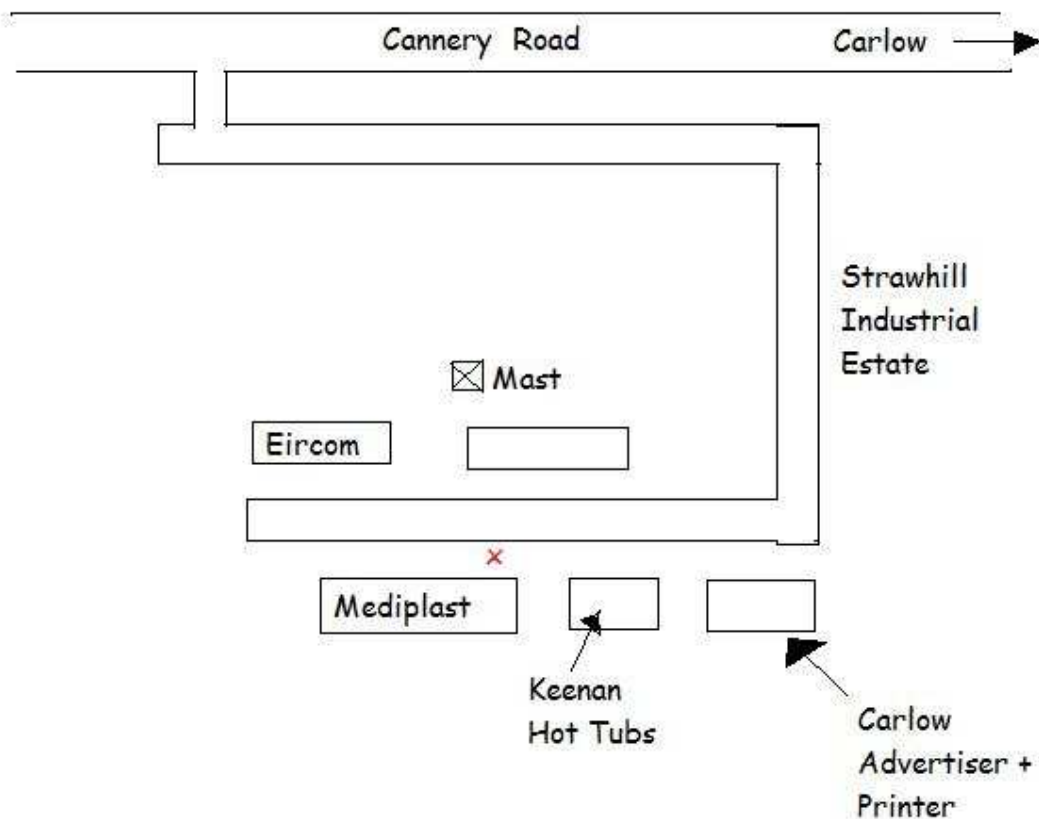 Cannery Road
Carlow
Strawhill
Industrial
Estate
Mast
Eircom
Mediplast
Keenan
Hot Tubs
Carlow
Advertiser +
Printer